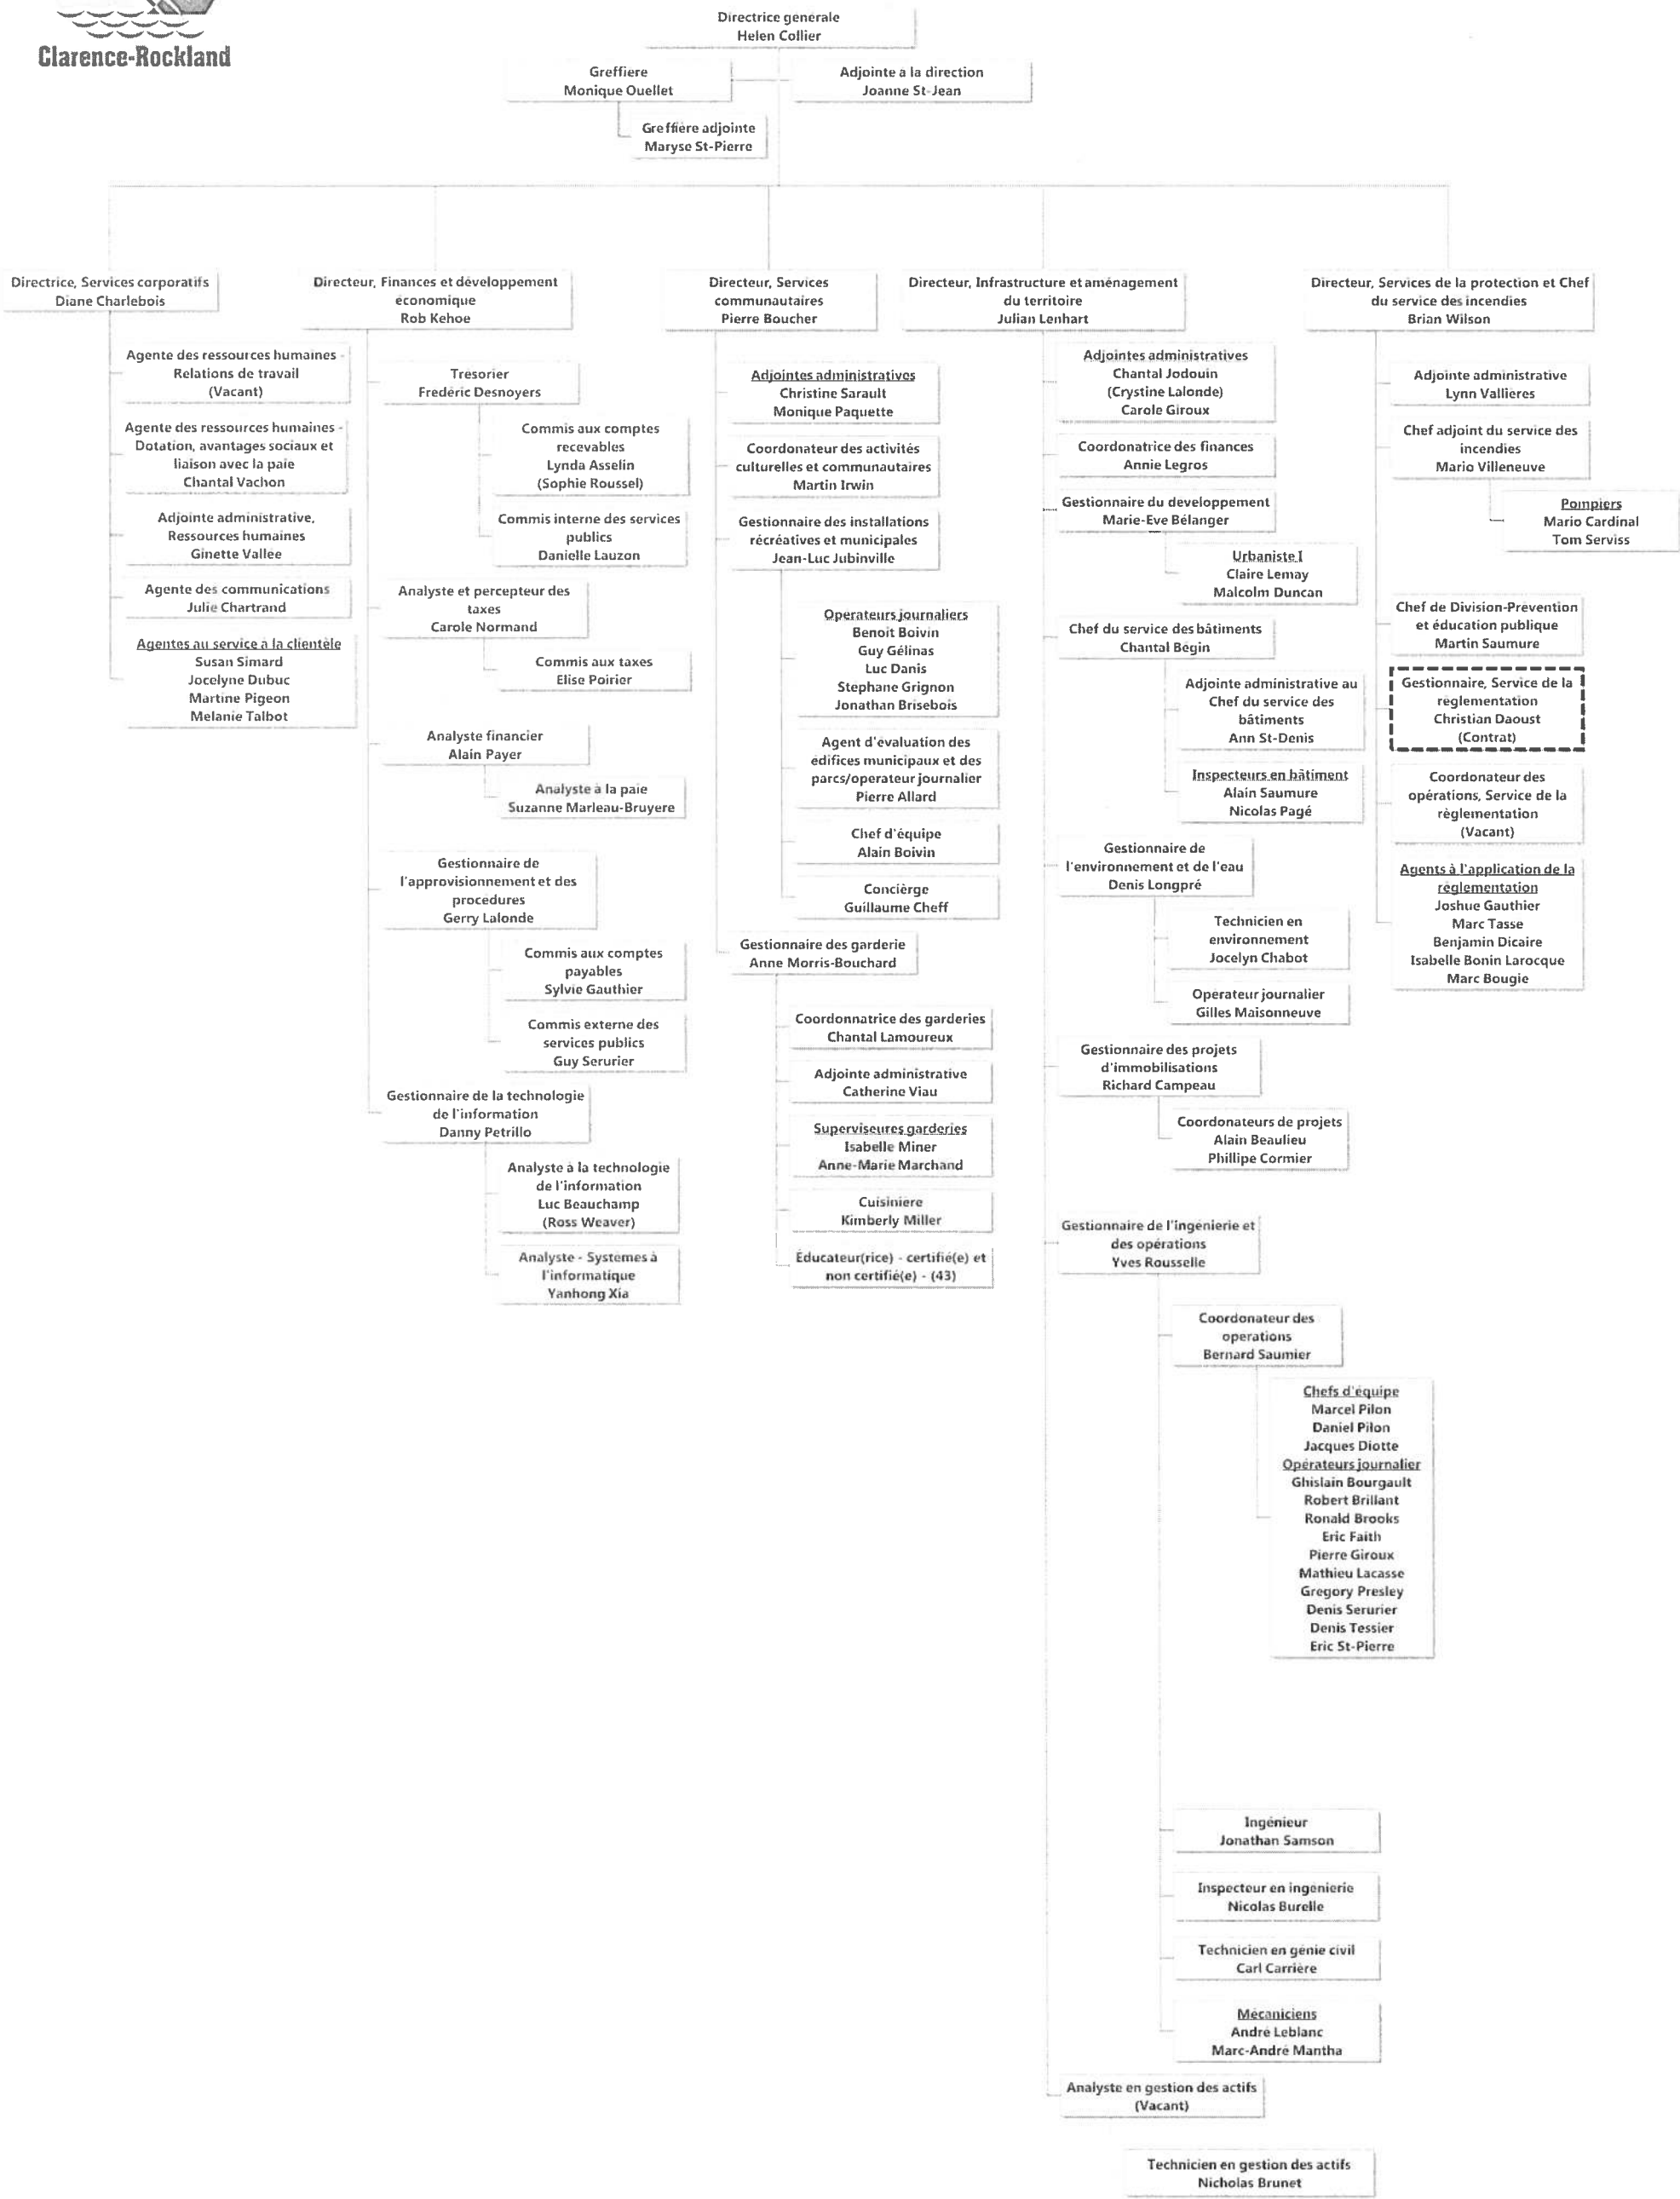 Clarence-Rockland
Directrice générale
Helen Collier
Greffiere
Monique Ouellet
Adjointe a la direction
Joanne St-Jean
Greffière adjointe
Maryse St-Pierre
Directrice, Services corporatifs
Diane Charlebois
Agente des ressources humaines -
Relations de travail
(Vacant)
Agente des ressources humaines -
Dotation, avantages sociaux et
liaison avec la paie
Chantal Vachon
Adjointe administrative,
Ressources humaines
Ginette Vallée
Agente des communications
Julie Chartrand
Agentes au service a la clientèle
Susan Simard
Jocelyne Dubuc
Martine Pigeon
Melanie Talbot
Directeur, Finances et développement
économique
Rob Kehoe
Tresorier
Frederic Desnoyers
Commis aux comptes
recevables
Lynda Asselin
(Sophie Roussel)
Commis interne des services
publics
Danielle Lauzon
Analyste et percepteur des
taxes
Carole Normand
Commis aux taxes
Elise Poirier
Analyste financier
Alain Payer
Analyste à la paie
Suzanne Marleau-Bruyere
Gestionnaire de
l'approvisionnement et des
procédures
Gerry Lalonde
Commis aux comptes
payables
Sylvie Gauthier
Commis externe des
services publics
Guy Serurier
Gestionnaire de la technologie
de l'information
Danny Petrillo
Analyste à la technologie
de l'information
Luc Beauchamp
(Ross Weaver)
Analyste - Systemes à
l'informatique
Yanhong Xia
Directeur, Services
communautaires
Pierre Boucher
Adjointes administratives
Christine Sarault
Monique Paquette
Coordonateur des activités
culturelles et communautaires
Martin Irwin
Gestionnaire des installations
récréatives et municipales
Jean-Luc Jubinville
Operateurs journaliers
Benoit Boivin
Guy Gélinas
Luc Danis
Stephane Grignon
Jonathan Brisebois
Agent d'évaluation des
édifices municipaux et des
parcs/operateur journalier
Pierre Allard
Chef d'équipe
Alain Boivin
Concièrge
Guillaume Cheff
Gestionnaire des garderie
Anne Morris-Bouchard
Coordonnatrice des garderies
Chantal Lamoureux
Adjointe administrative
Catherine Viau
Superviseures garderies
Isabelle Miner
Anne-Marie Marchand
Cuisiniere
Kimberly Miller
Éducateur(rice) - certifié(e) et
non certifié(e) - (43)
Directeur, Infrastructure et aménagement
du territoire
Julian Lenhart
Adjointes administratives
Chantal Jodouin
(Crystine Lalonde)
Carole Giroux
Coordonatrice des finances
Annie Legros
Gestionnaire du developpement
Marie-Eve Bélanger
Urbaniste I
Claire Lemay
Malcolm Duncan
Chef du service des bâtiments
Chantal Bégin
Adjointe administrative au
Chef du service des
bâtiments
Ann St-Denis
Inspecteurs en bâtiment
Alain Saumure
Nicolas Pagé
Gestionnaire de
l'environnement et de l'eau
Denis Longpré
Technicien en
environnement
Jocelyn Chabot
Opérateur journalier
Gilles Maisonneuve
Gestionnaire des projets
d'immobilisations
Richard Campeau
Coordonateurs de projets
Alain Beaulieu
Phillipe Cormier
Gestionnaire de l'ingénierie et
des opérations
Yves Rousselle
Coordonateur des
operations
Bernard Saumier
Chefs d'équipe
Marcel Pilon
Daniel Pilon
Jacques Diotte
Opérateurs journalier
Ghislain Bourgault
Robert Brillant
Ronald Brooks
Eric Faith
Pierre Giroux
Mathieu Lacasse
Gregory Presley
Denis Serurier
Denis Tessier
Eric St-Pierre
Ingénieur
Jonathan Samson
Inspecteur en ingénierie
Nicolas Burelle
Technicien en génie civil
Carl Carrière
Mécaniciens
André Leblanc
Marc-André Mantha
Analyste en gestion des actifs
(Vacant)
Technicien en gestion des actifs
Nicholas Brunet
Directeur, Services de la protection et Chef
du service des incendies
Brian Wilson
Adjointe administrative
Lynn Vallieres
Chef adjoint du service des
incendies
Mario Villeneuve
Pompiers
Mario Cardinal
Tom Serviss
Chef de Division-Prévention
et éducation publique
Martin Saumure
Gestionnaire, Service de la
règlementation
Christian Daoust
(Contrat)
Coordonateur des
opérations, Service de la
règlementation
(Vacant)
Agents à l'application de la
règlementation
Joshue Gauthier
Marc Tasse
Benjamin Dicaire
Isabelle Bonin Larocque
Marc Bougie